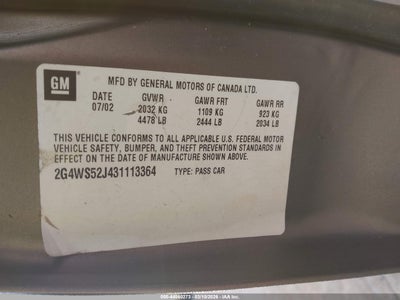 GM
MFD BY GENERAL MOTORS OF CANADA LTD.
DATE GVWR GAWR FRT GAWR RR
07/02 2032 KG 1109 KG 923 KG
4478 LB 2444 LB 2034 LB
THIS VEHICLE CONFORMS TO ALL APPLICABLE U.S. FEDERAL MOTOR
VEHICLE SAFETY, BUMPER, AND THEFT PREVENTION STANDARDS IN
EFFECT ON THE DATE OF MANUFACTURE SHOWN ABOVE.
2G4WS52J431113364 TYPE: PASS CAR